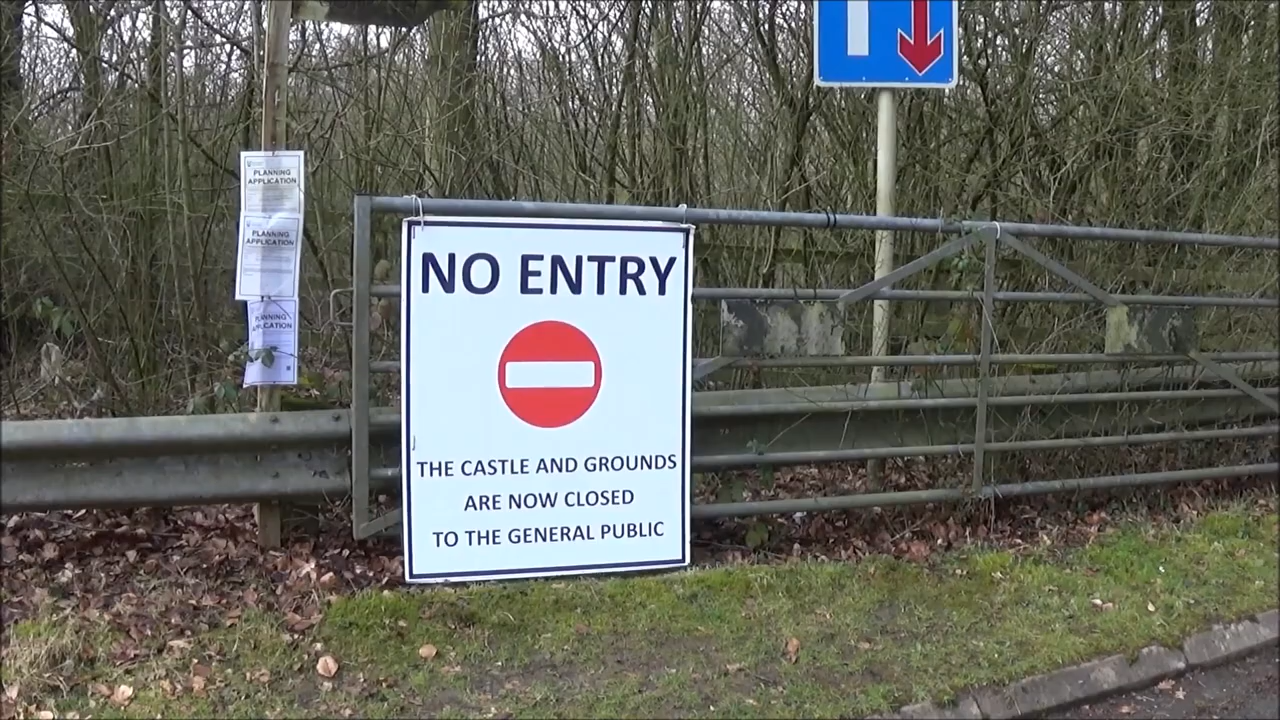 PLANNING
APPLICATION
PLANNING
APPLICATION
PLANNING
APPLICATION
NO ENTRY
THE CASTLE AND GROUNDS
ARE NOW CLOSED
TO THE GENERAL PUBLIC